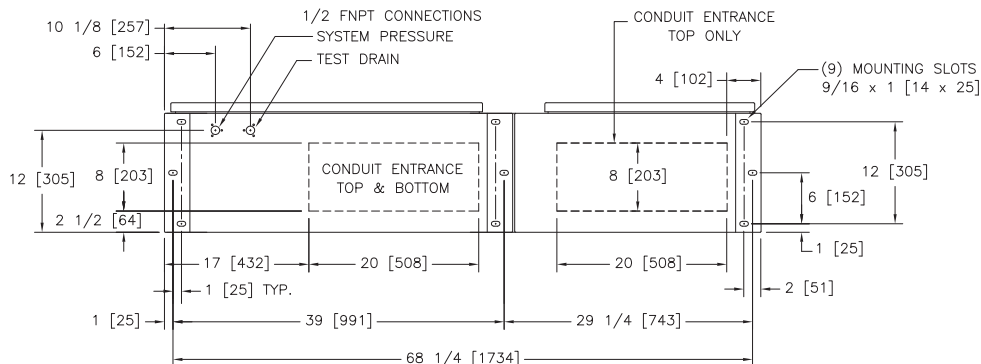 1/2 FNPT CONNECTIONS
10 1/8 [257]
SYSTEM PRESSURE
6 [152]
TEST DRAIN
CONDUIT ENTRANCE
TOP ONLY
4 [102]
(9) MOUNTING SLOTS
9/16 x 1 [14 x 25]
12 [305]
8 [203]
CONDUIT ENTRANCE
TOP & BOTTOM
8 [203]
12 [305]
6 [152]
2 1/2 [64]
1 [25]
17 [432]
20 [508]
20 [508]
2 [51]
1 [25] TYP.
1 [25]
39 [991]
29 1/4 [743]
68 1/4 [1734]